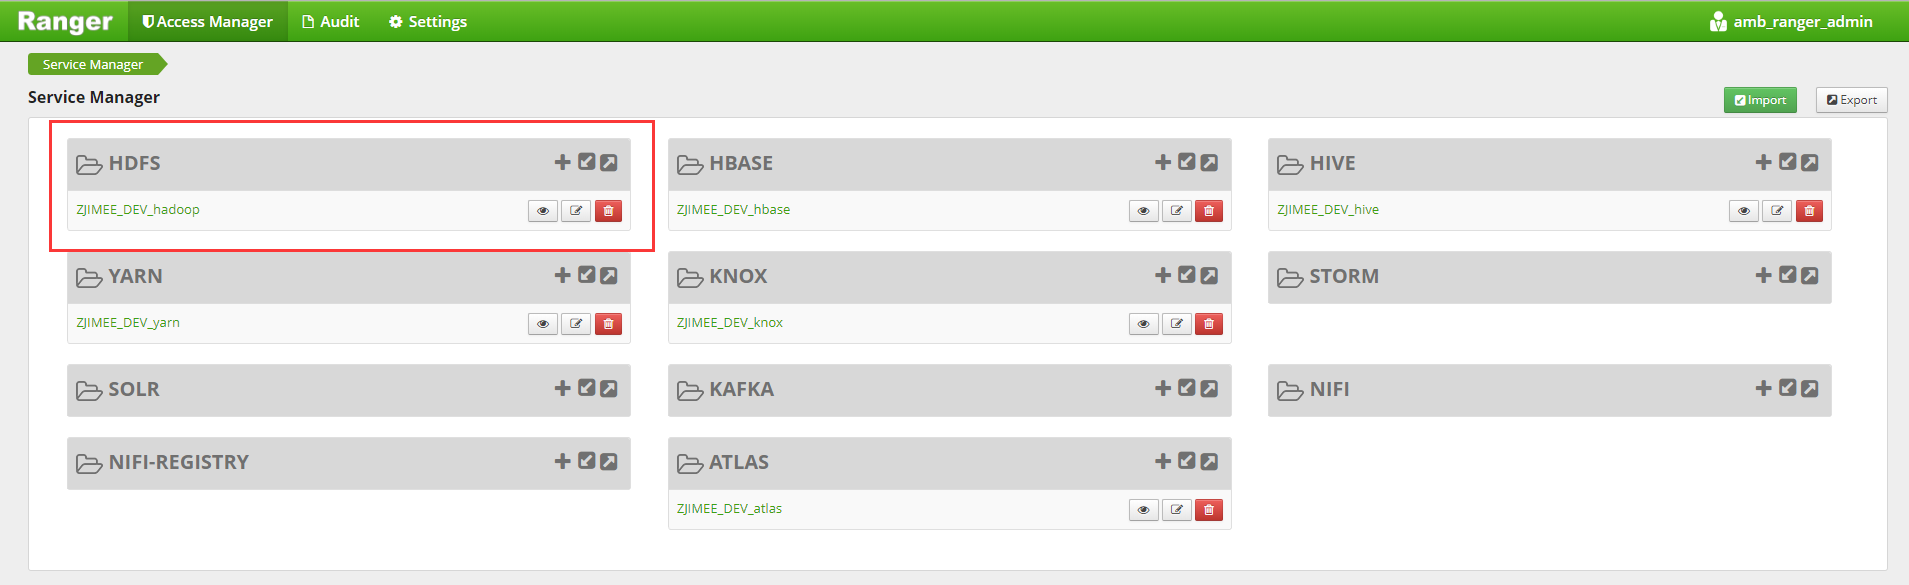 Ranger Access Manager Audit Settings amb_ranger_admin
Service Manager
Service Manager
Import Export
HDFS HBASE HIVE
ZJIMEE_DEV_hadoop ZJIMEE_DEV_hbase ZJIMEE_DEV_hive
YARN KNOX STORM
ZJIMEE_DEV_yarn ZJIMEE_DEV_knox
SOLR KAFKA NIFI
NIFI-REGISTRY ATLAS
ZJIMEE_DEV_atlas